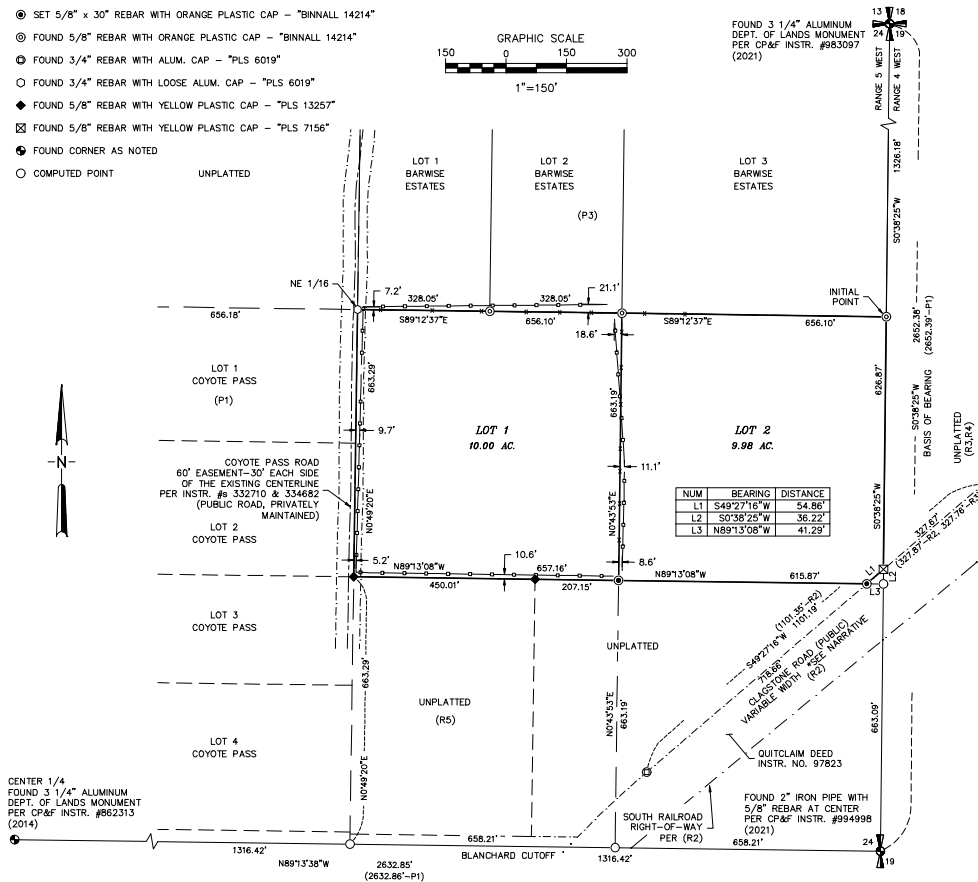 SET 5/8" x 30" REBAR WITH ORANGE PLASTIC CAP - "BINNALL 14214"
FOUND 5/8" REBAR WITH ORANGE PLASTIC CAP - "BINNALL 14214"
FOUND 3/4" REBAR WITH ALUM. CAP - "PLS 6019"
FOUND 3/4" REBAR WITH LOOSE ALUM. CAP - "PLS 6019"
FOUND 5/8" REBAR WITH YELLOW PLASTIC CAP - "PLS 13257"
FOUND 5/8" REBAR WITH YELLOW PLASTIC CAP - "PLS 7156"
FOUND CORNER AS NOTED
COMPUTED POINT
GRAPHIC SCALE
150 0 150 300
1"=150'
FOUND 3 1/4" ALUMINUM
DEPT. OF LANDS MONUMENT
PER CP&F INSTR. #983097
(2021)
13 18
24 19
RANGE 5 WEST
RANGE 4 WEST
1326.18'
S0°38'25"W
UNPLATTED
LOT 1
BARWISE
ESTATES
LOT 2
BARWISE
ESTATES
(P3)
LOT 3
BARWISE
ESTATES
NE 1/16
7.2'
328.05'
328.05'
21.1'
INITIAL
POINT
656.18'
S89°12'37"E
656.10'
S89°12'37"E
656.10'
18.6'
2652.38'
(2652.39'-P1)
S0°38'25"W
BASIS OF BEARING
UNPLATTED
(R3,R4)
LOT 1
COYOTE PASS
(P1)
663.29'
663.19'
626.87'
9.7'
LOT 1
10.00 AC.
LOT 2
9.98 AC.
COYOTE PASS ROAD
60' EASEMENT-30' EACH SIDE
OF THE EXISTING CENTERLINE
PER INSTR. #s 332710 & 334682
(PUBLIC ROAD, PRIVATELY
MAINTAINED)
11.1'
NUM BEARING DISTANCE
L1 S49°27'16"W 54.86'
L2 S0°38'25"W 36.22'
L3 N89°13'08"W 41.29'
N0°49'20"E
N0°43'53"E
S0°38'25"W
327.67'
(327.87'-R2, 327.76'-R3)
LOT 2
COYOTE PASS
5.2'
10.6'
8.6'
N89°13'08"W
657.16'
N89°13'08"W
615.87'
L1
L2
L3
450.01'
207.15'
LOT 3
COYOTE PASS
UNPLATTED
(1101.35'-R2)
S49°27'16"W 1101.19'
718.66'
CLAGSTONE ROAD (PUBLIC)
VARIABLE WIDTH *SEE NARRATIVE
(R2)
663.29'
N0°49'20"E
UNPLATTED
(R5)
N0°43'53"E
663.19'
663.09'
LOT 4
COYOTE PASS
QUITCLAIM DEED
INSTR. NO. 97823
CENTER 1/4
FOUND 3 1/4" ALUMINUM
DEPT. OF LANDS MONUMENT
PER CP&F INSTR. #862313
(2014)
SOUTH RAILROAD
RIGHT-OF-WAY
PER (R2)
FOUND 2" IRON PIPE WITH
5/8" REBAR AT CENTER
PER CP&F INSTR. #994998
(2021)
658.21'
658.21'
24
19
1316.42'
BLANCHARD CUTOFF
1316.42'
N89°13'38"W
2632.85'
(2632.86'-P1)
N